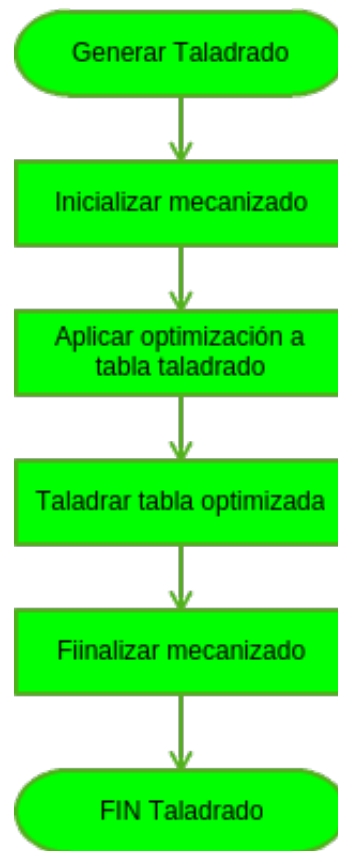 Generar Taladrado
Inicializar mecanizado
Aplicar optimización a
tabla taladrado
Taladrar tabla optimizada
Fiinalizar mecanizado
FIN Taladrado